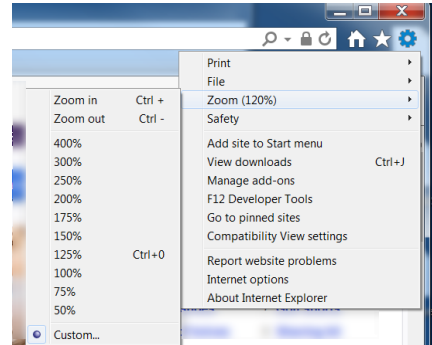 Print
File
Zoom (120%)
Safety
Add site to Start menu
View downloads Ctrl+J
Manage add-ons
F12 Developer Tools
Go to pinned sites
Compatibility View settings
Report website problems
Internet options
About Internet Explorer
Zoom in Ctrl +
Zoom out Ctrl -
400%
300%
250%
200%
175%
150%
125% Ctrl+0
100%
75%
50%
Custom...